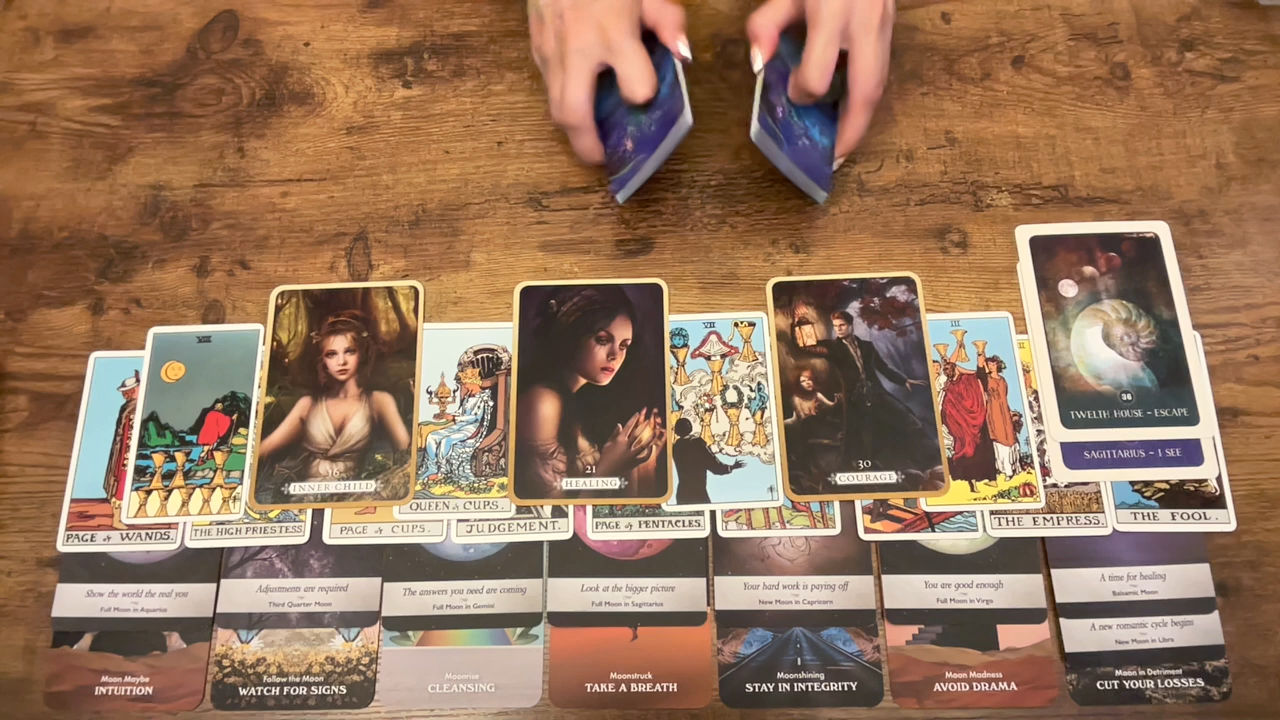 VIII
VII
III
36
TWELTH HOUSE ~ ESCAPE
SAGITTARIUS ~ I SEE
16
INNER CHILD
21
HEALING
30
COURAGE
PAGE of WANDS.
THE HIGH PRIESTESS
PAGE of CUPS.
QUEEN of CUPS.
JUDGEMENT.
PAGE of PENTACLES.
THE EMPRESS.
THE FOOL.
Show the world the real you
Full Moon in Aquarius
Adjustments are required
Third Quarter Moon
The answers you need are coming
Full Moon in Gemini
Look at the bigger picture
Full Moon in Sagittarius
Your hard work is paying off
New Moon in Capricorn
You are good enough
Full Moon in Virgo
A time for healing
Balsamic Moon
A new romantic cycle begins
New Moon in Libra
Moon Maybe
INTUITION
Follow the Moon
WATCH FOR SIGNS
Moonrise
CLEANSING
Moonstruck
TAKE A BREATH
Moonshining
STAY IN INTEGRITY
Moon Madness
AVOID DRAMA
Moon in Detriment
CUT YOUR LOSSES